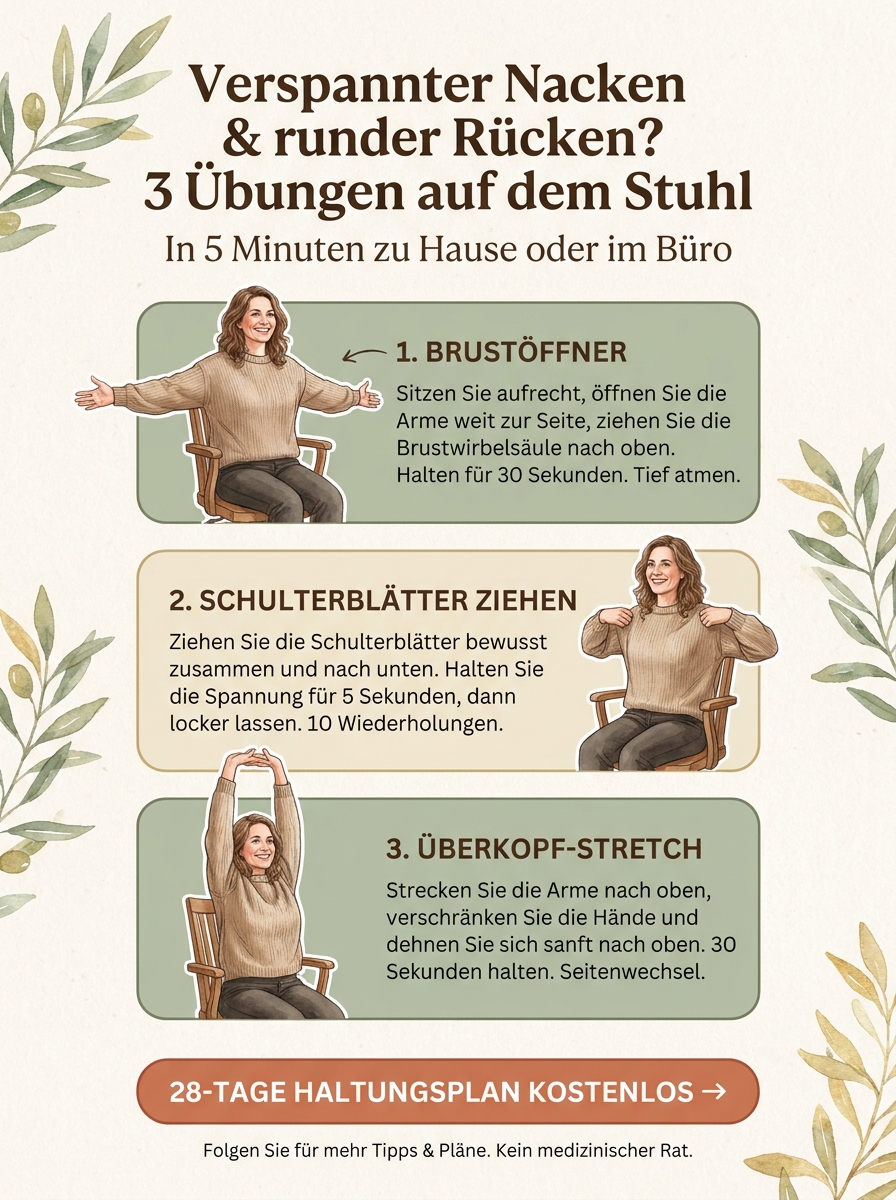 Verspannter Nacken
& runder Rücken?
3 Übungen auf dem Stuhl
In 5 Minuten zu Hause oder im Büro
1. BRUSTÖFFNER
Sitzen Sie aufrecht, öffnen Sie die
Arme weit zur Seite, ziehen Sie die
Brustwirbelsäule nach oben.
Halten für 30 Sekunden. Tief atmen.
2. SCHULTERBLÄTTER ZIEHEN
Ziehen Sie die Schulterblätter bewusst
zusammen und nach unten. Halten Sie
die Spannung für 5 Sekunden, dann
locker lassen. 10 Wiederholungen.
3. ÜBERKOPF-STRETCH
Strecken Sie die Arme nach oben,
verschränken Sie die Hände und
dehnen Sie sich sanft nach oben. 30
Sekunden halten. Seitenwechsel.
28-TAGE HALTUNGSPLAN KOSTENLOS →
Folgen Sie für mehr Tipps & Pläne. Kein medizinischer Rat.